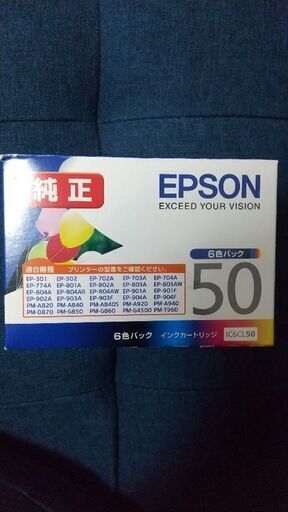 純正
EPSON
EXCEED YOUR VISION
6色パック
50
適合機種 プリンターの型番をご確認ください。
EP-301 EP-302 EP-702A EP-703A EP-704A
EP-774A EP-801A EP-802A EP-803A EP-803AW
EP-804A EP-804AR EP-804AW EP-901A EP-901F
EP-902A EP-903A EP-903F EP-904A EP-904F
PM-A820 PM-A840 PM-A840S PM-A920 PM-A940
PM-D870 PM-G850 PM-G860 PM-G4500 PM-T960
6色パック インクカートリッジ IC6CL50